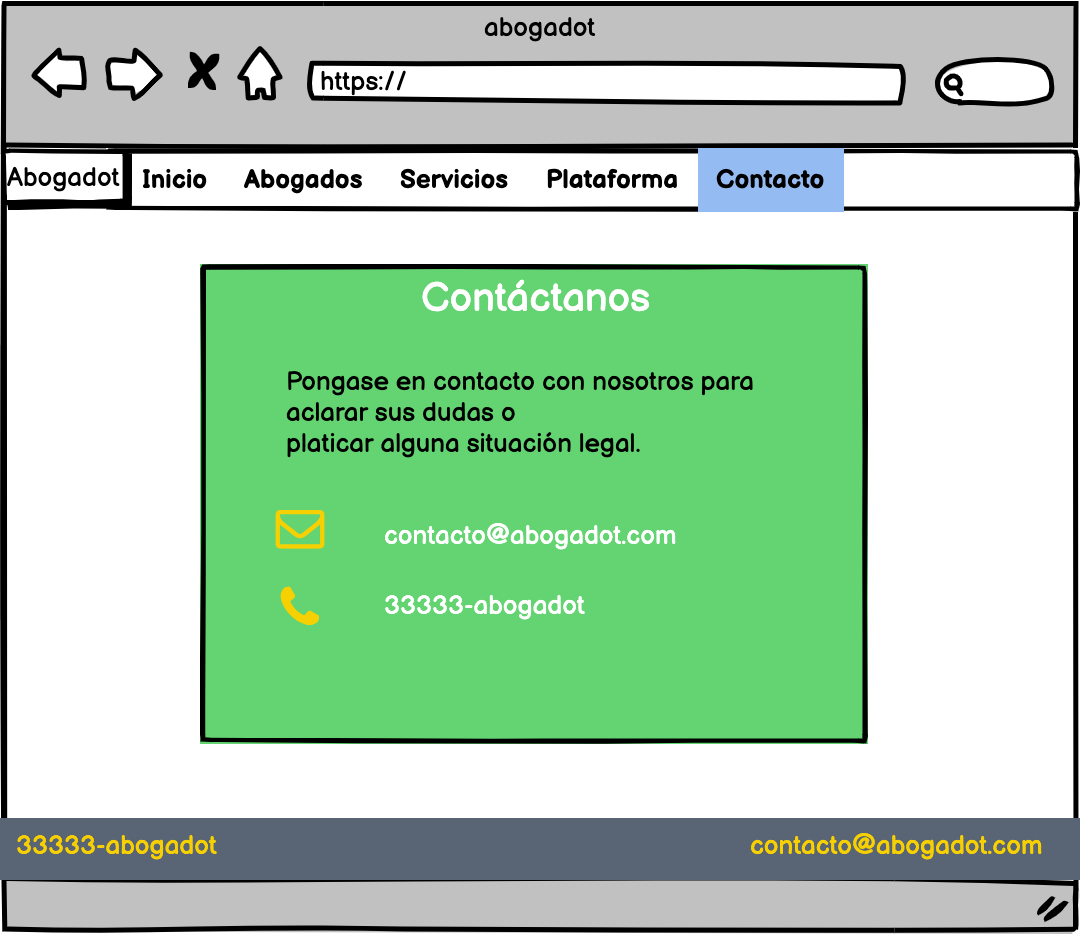 abogadot
https://
Abogadot Inicio Abogados Servicios Plataforma Contacto
Contáctanos
Pongase en contacto con nosotros para
aclarar sus dudas o
platicar alguna situación legal.
contacto@abogadot.com
33333-abogadot
33333-abogadot contacto@abogadot.com